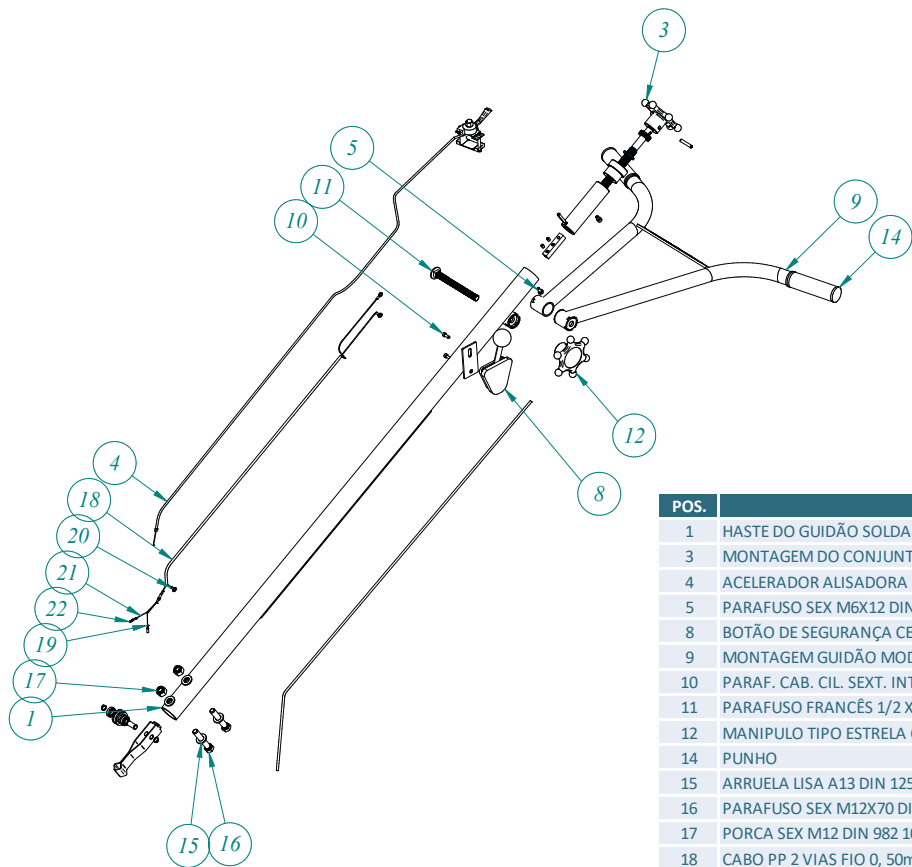 3
5
11
10
9
14
12
4
8
18
20
21
22
19
17
1
15
16
POS.
1 HASTE DO GUIDÃO SOLDA
3 MONTAGEM DO CONJUNT
4 ACELERADOR ALISADORA
5 PARAFUSO SEX M6X12 DIN
8 BOTÃO DE SEGURANÇA CE
9 MONTAGEM GUIDÃO MOD
10 PARAF. CAB. CIL. SEXT. INT
11 PARAFUSO FRANCÊS 1/2 X
12 MANIPULO TIPO ESTRELA
14 PUNHO
15 ARRUELA LISA A13 DIN 125
16 PARAFUSO SEX M12X70 DI
17 PORCA SEX M12 DIN 982 1
18 CABO PP 2 VIAS FIO 0, 50m